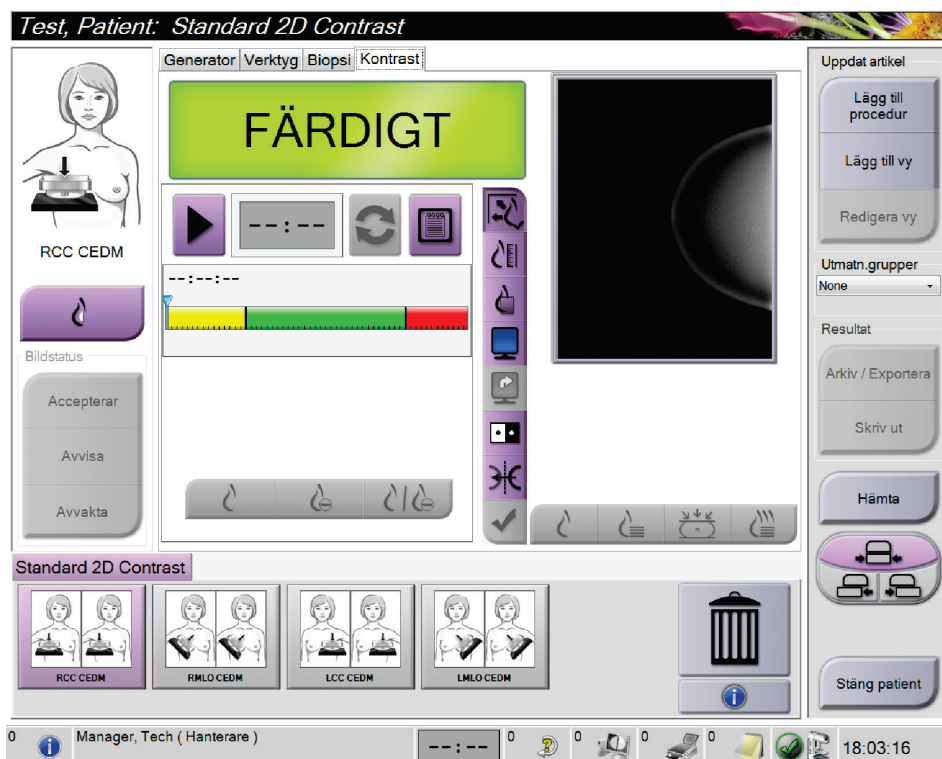 Test, Patient: Standard 2D Contrast
Generator Verktyg Biopsi Kontrast
FÄRDIGT
--:--
--:--:--
RCC CEDM
Bildstatus
Accepterar
Avvisa
Avvakta
Uppdat artikel
Lägg till
procedur
Lägg till vy
Redigera vy
Utmatn.grupper
None
Resultat
Arkiv / Exportera
Skriv ut
Hämta
Stäng patient
Standard 2D Contrast
RCC CEDM
RMLO CEDM
LCC CEDM
LMLO CEDM
0 Manager, Tech ( Hanterare ) --:-- 0 0 0 0 18:03:16